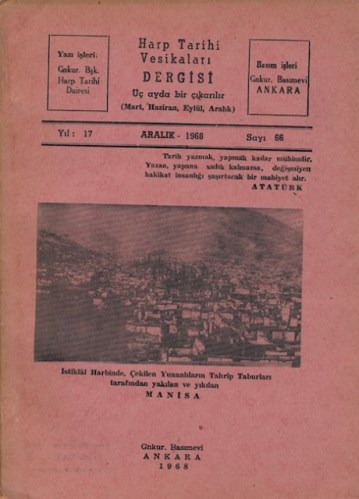 Yazı işleri:
Gnkur. Bşk.
Harp Tarihi
Dairesi
Harp Tarihi
Vesikaları
DERGİSİ
Üç ayda bir çıkarılır
(Mart, Haziran, Eylül, Aralık)
Basım işleri
Gnkur. Basımevi
ANKARA
Yıl : 17
ARALIK - 1968
Sayı 66
Tarih yazmak, yapmak kadar mühimdir.
Yazan, yapana sadık kalmazsa, değişmiyen
hakikat insanlığı şaşırtacak bir mahiyet alır.
ATATÜRK
İstiklâl Harbinde, Çekilen Yunanlıların Tahrip Taburları
tarafından yakılan ve yıkılan
MANİSA
Gnkur. Basımevi
ANKARA
1968